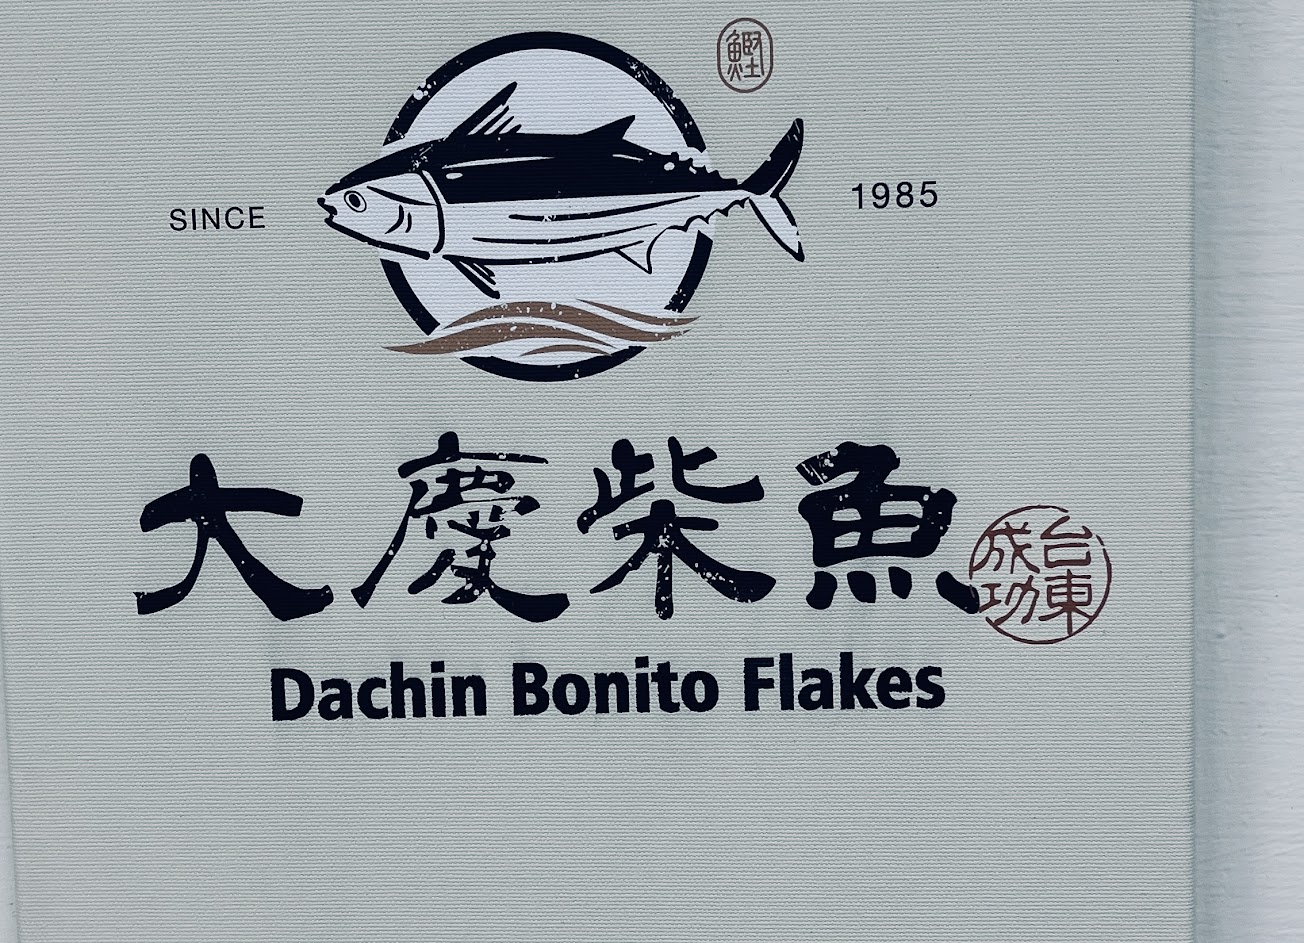 鰹
SINCE 1985
大慶柴魚
台東
成功
Dachin Bonito Flakes